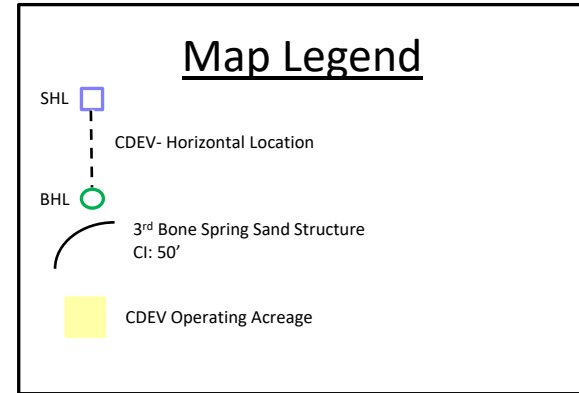 Map Legend
SHL
CDEV- Horizontal Location
BHL
3rd Bone Spring Sand Structure
CI: 50’
CDEV Operating Acreage